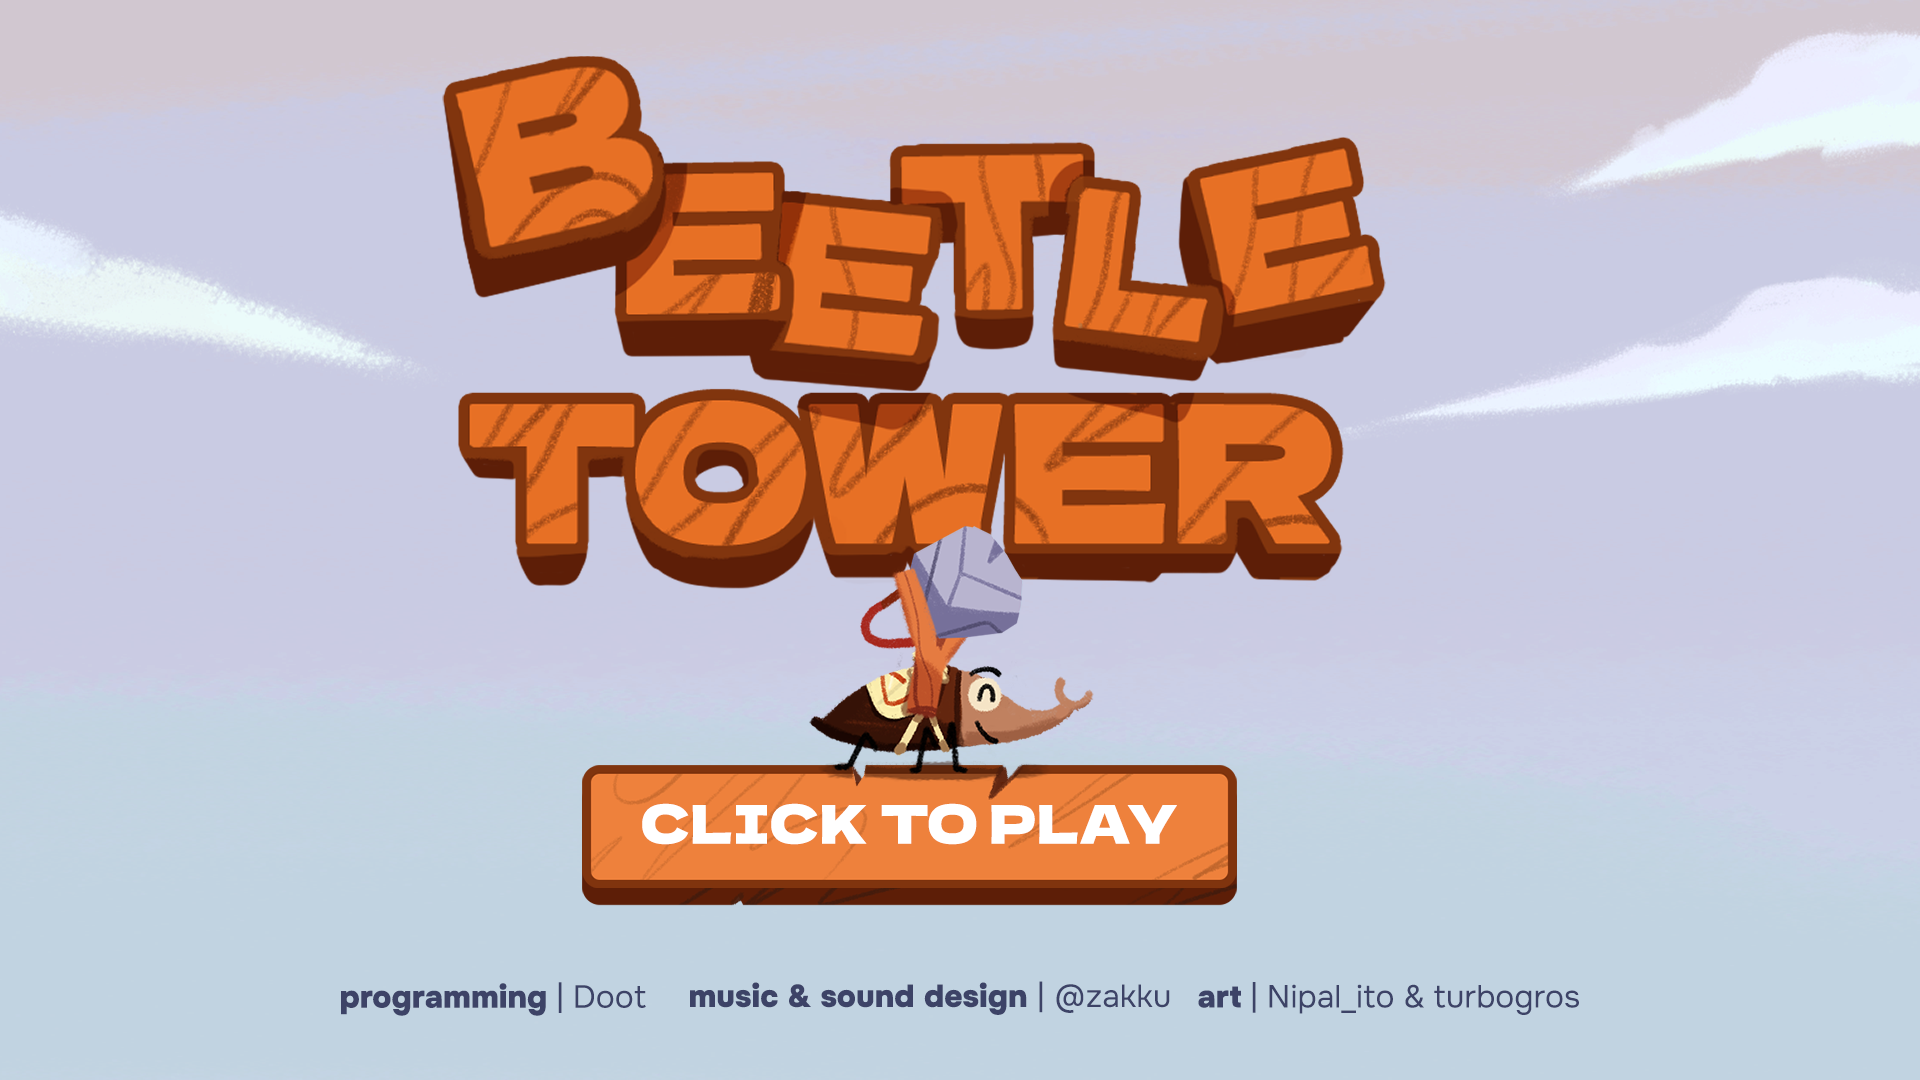 BEETLE
TOWER
CLICK TO PLAY
programming | Doot music & sound design | @zakku art | Nipal_ito & turbogros